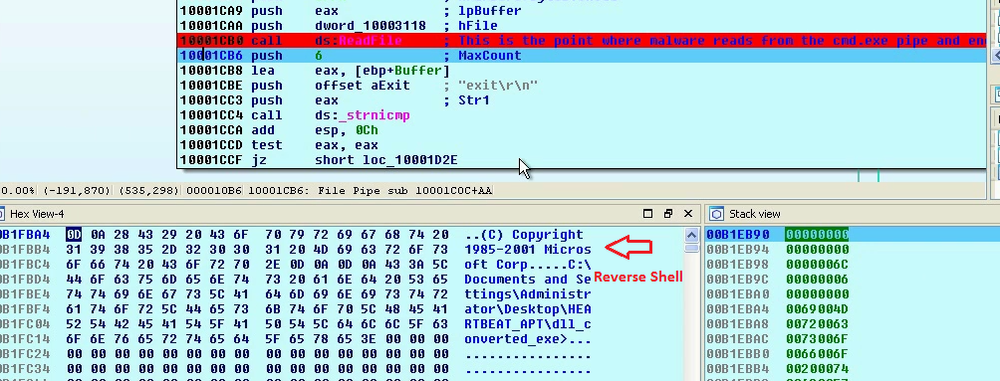 10001CA9 push eax ; lpBuffer
10001CAA push dword_10003118 ; hFile
10001CB0 call ds:ReadFile ; This is the point where malware reads from the cmd.exe pipe and enc
10001CB6 push 6 ; MaxCount
10001CB8 lea eax, [ebp+Buffer]
10001CBE push offset aExit ; "exit\r\n"
10001CC3 push eax ; Str1
10001CC4 call ds:_strnicmp
10001CCA add esp, 0Ch
10001CCD test eax, eax
10001CCF jz short loc_10001D2E
0.00% (-191,870) (535,298) 000010B6 10001CB6: File Pipe sub 10001C0C+AA
Hex View-4
Stack view
0B1FBA4 0D 0A 28 43 29 20 43 6F 70 79 72 69 67 68 74 20 ..(C) Copyright
0B1FBB4 31 39 38 35 2D 32 30 30 31 20 4D 69 63 72 6F 73 1985-2001 Micros
0B1FBC4 6F 66 74 20 43 6F 72 70 2E 0D 0A 0D 0A 43 3A 5C oft Corp.....C:\
0B1FBD4 44 6F 63 75 6D 65 6E 74 73 20 61 6E 64 20 53 65 Documents and Se
0B1FBE4 74 74 69 6E 67 73 5C 41 64 6D 69 6E 69 73 74 72 ttings\Administr
0B1FBF4 61 74 6F 72 5C 44 65 73 6B 74 6F 70 5C 48 45 41 ator\Desktop\HEA
0B1FC04 52 54 42 45 41 54 5F 41 50 54 5C 64 6C 6C 5F 63 RTBEAT_APT\dll_c
0B1FC14 6F 6E 76 65 72 74 65 64 5F 65 78 65 3E 00 00 00 onverted_exe>...
0B1FC24 00 00 00 00 00 00 00 00 00 00 00 00 00 00 00 00 ................
0B1FC34 00 00 00 00 00 00 00 00 00 00 00 00 00 00 00 00 ................
Reverse Shell
00B1EB90 00000000
00B1EB94 00000000
00B1EB98 0000006C
00B1EB9C 00000006
00B1EBA0 00000000
00B1EBA4 0069004D
00B1EBA8 00720063
00B1EBAC 0073006F
00B1EBB0 0066006F
00B1EBB4 00200074